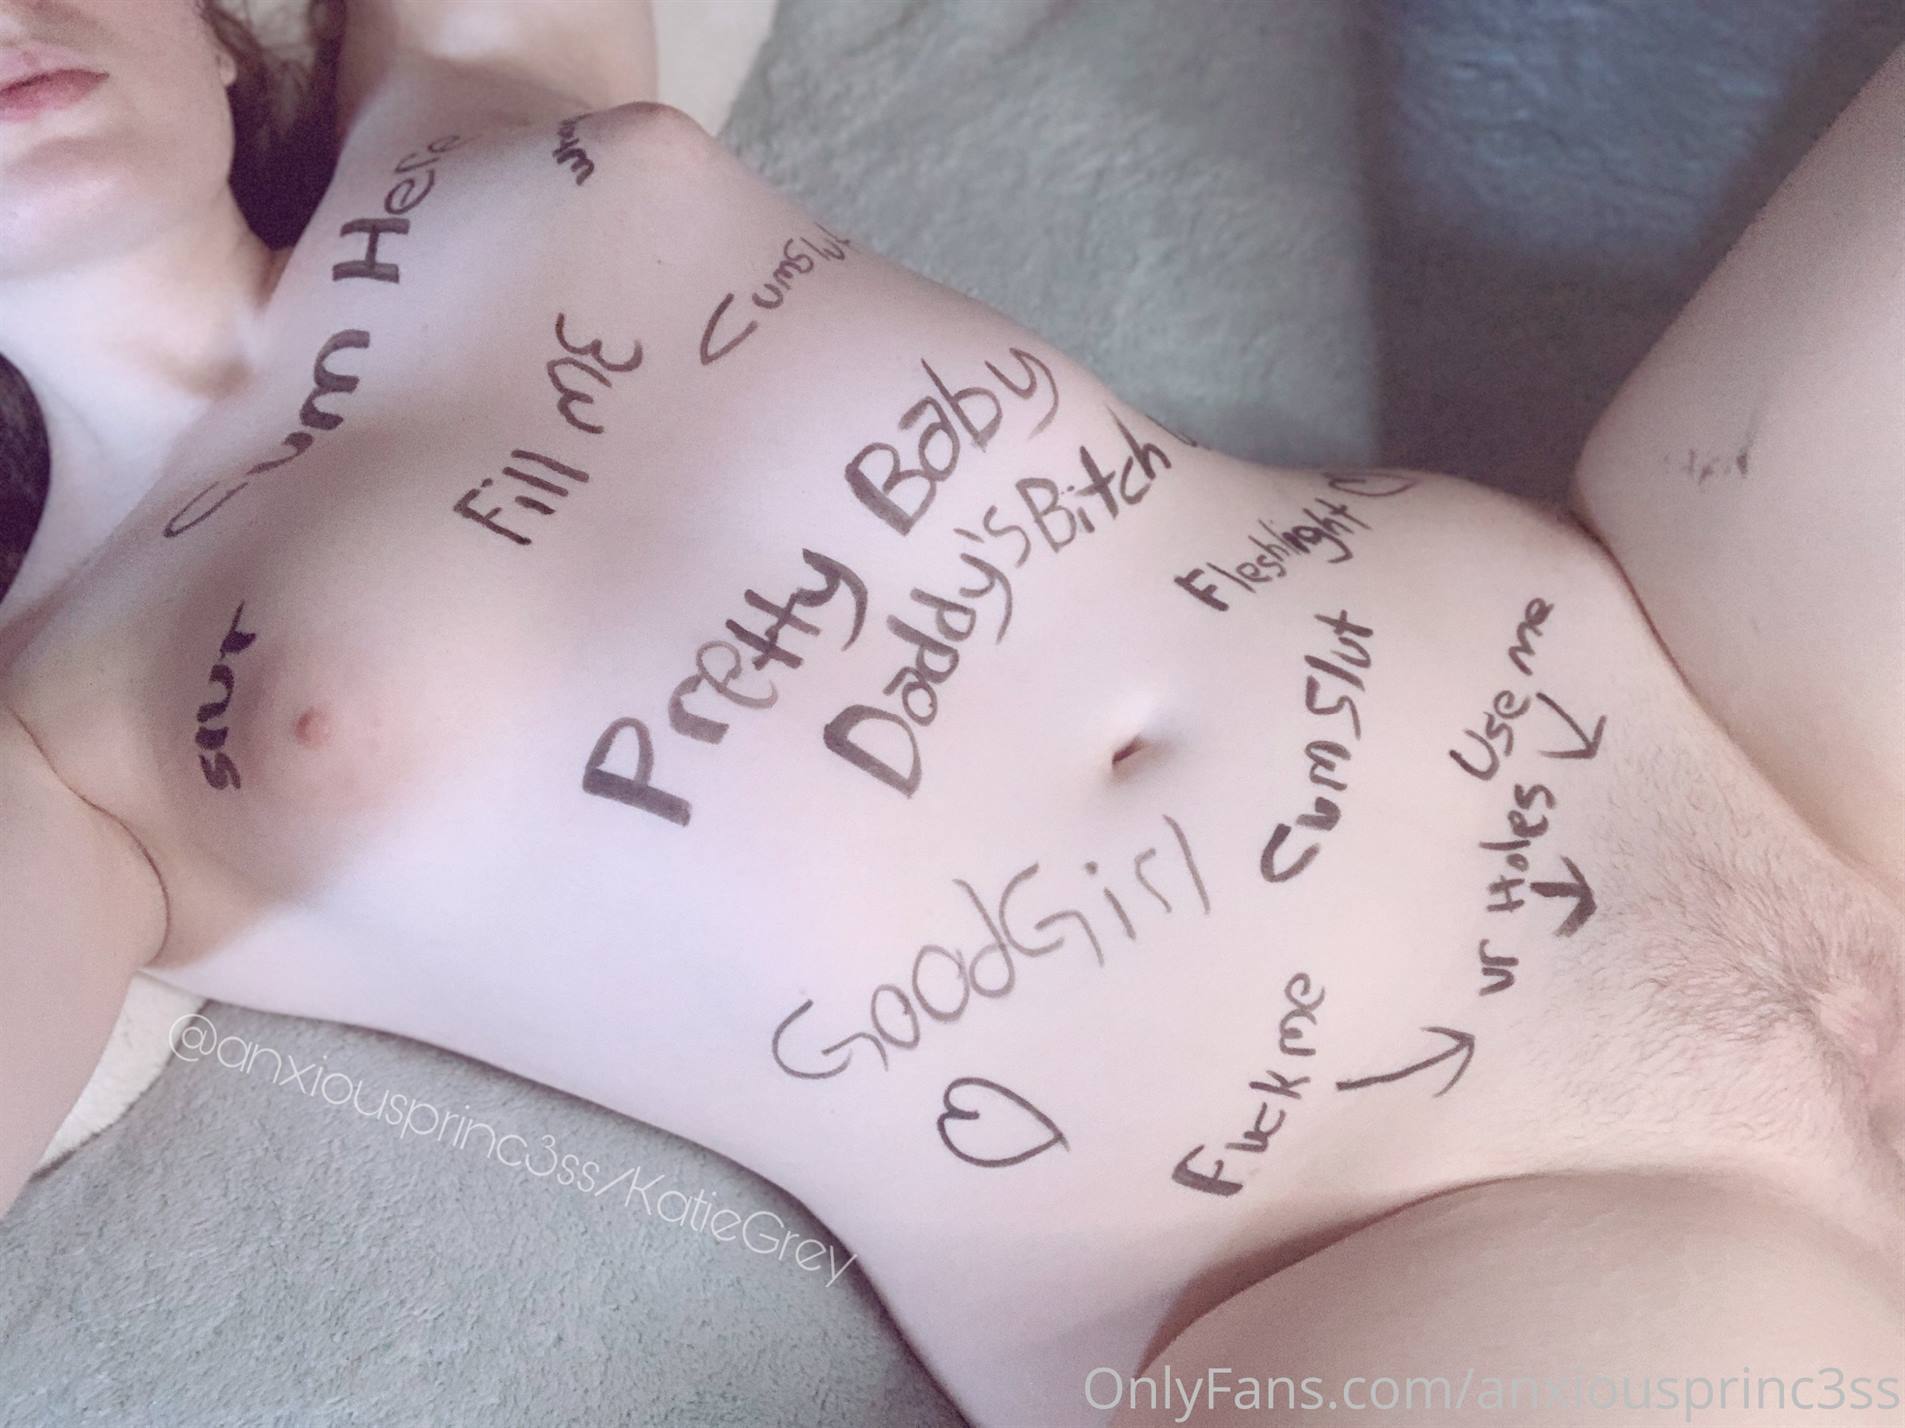 Cum Here
Slut
Fill Me
Cumslut
Pretty Baby
Daddy's Bitch
Fleshlight
GoodGirl
Cumslut
Use me
ur Holes
Fuck me
@anxiousprinc3ss/KatieGrey
OnlyFans.com/anxiousprinc3ss